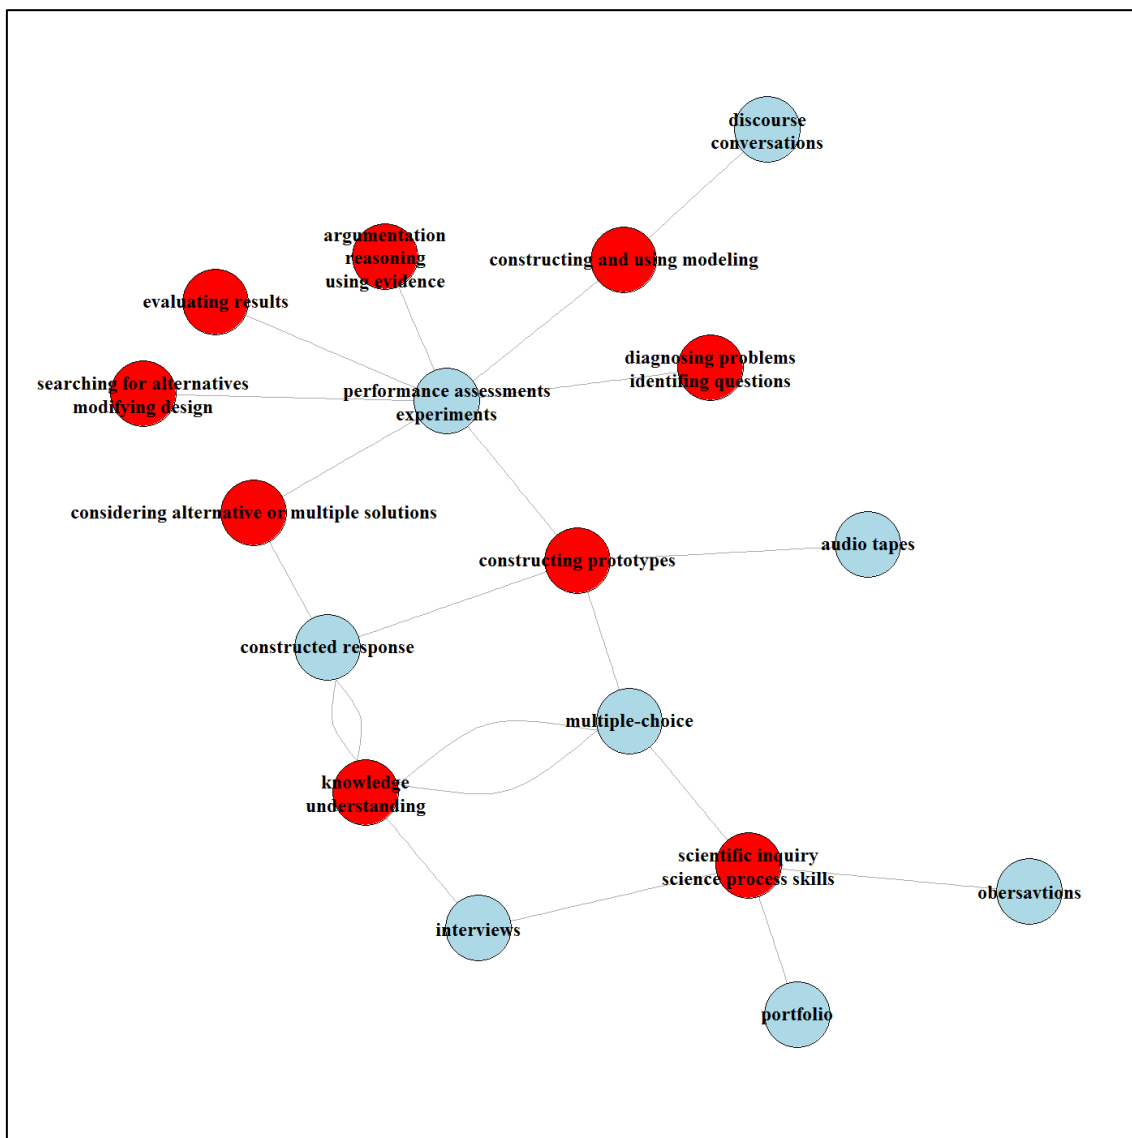 discourse
conversations
argumentation
reasoning
using evidence
constructing and using modeling
evaluating results
diagnosing problems
identifing questions
searching for alternatives
modifying design
performance assessments
experiments
considering alternative or multiple solutions
constructing prototypes
audio tapes
constructed response
multiple-choice
knowledge
understanding
scientific inquiry
science process skills
obersavtions
interviews
portfolio